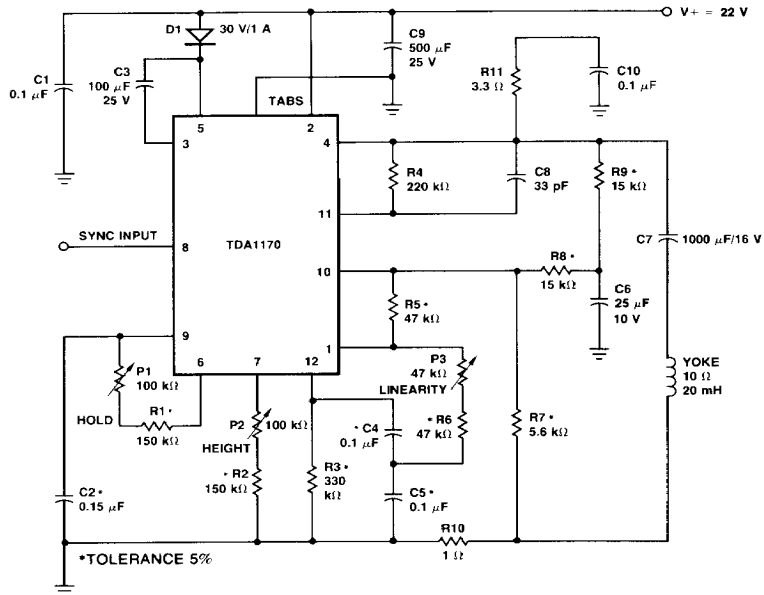 V+ = 22 V
D1 30 V/1 A
C9
500 μF
25 V
C1
0.1 μF
C3
100 μF
25 V
R11
3.3 Ω
C10
0.1 μF
TABS
5
2
3
4
R4
220 kΩ
C8
33 pF
R9*
15 kΩ
11
C7
1000 μF/16 V
SYNC INPUT
8
TDA1170
10
R8*
15 kΩ
C6
25 μF
10 V
R5*
47 kΩ
9
1
P1
100 kΩ
6
7
12
P3
47 kΩ
LINEARITY
YOKE
10 Ω
20 mH
HOLD
R1*
150 kΩ
P2
100 kΩ
HEIGHT
*C4
0.1 μF
*R6
47 kΩ
R7*
5.6 kΩ
*R2
150 kΩ
R3*
330
kΩ
C2*
0.15 μF
C5*
0.1 μF
R10
1 Ω
*TOLERANCE 5%